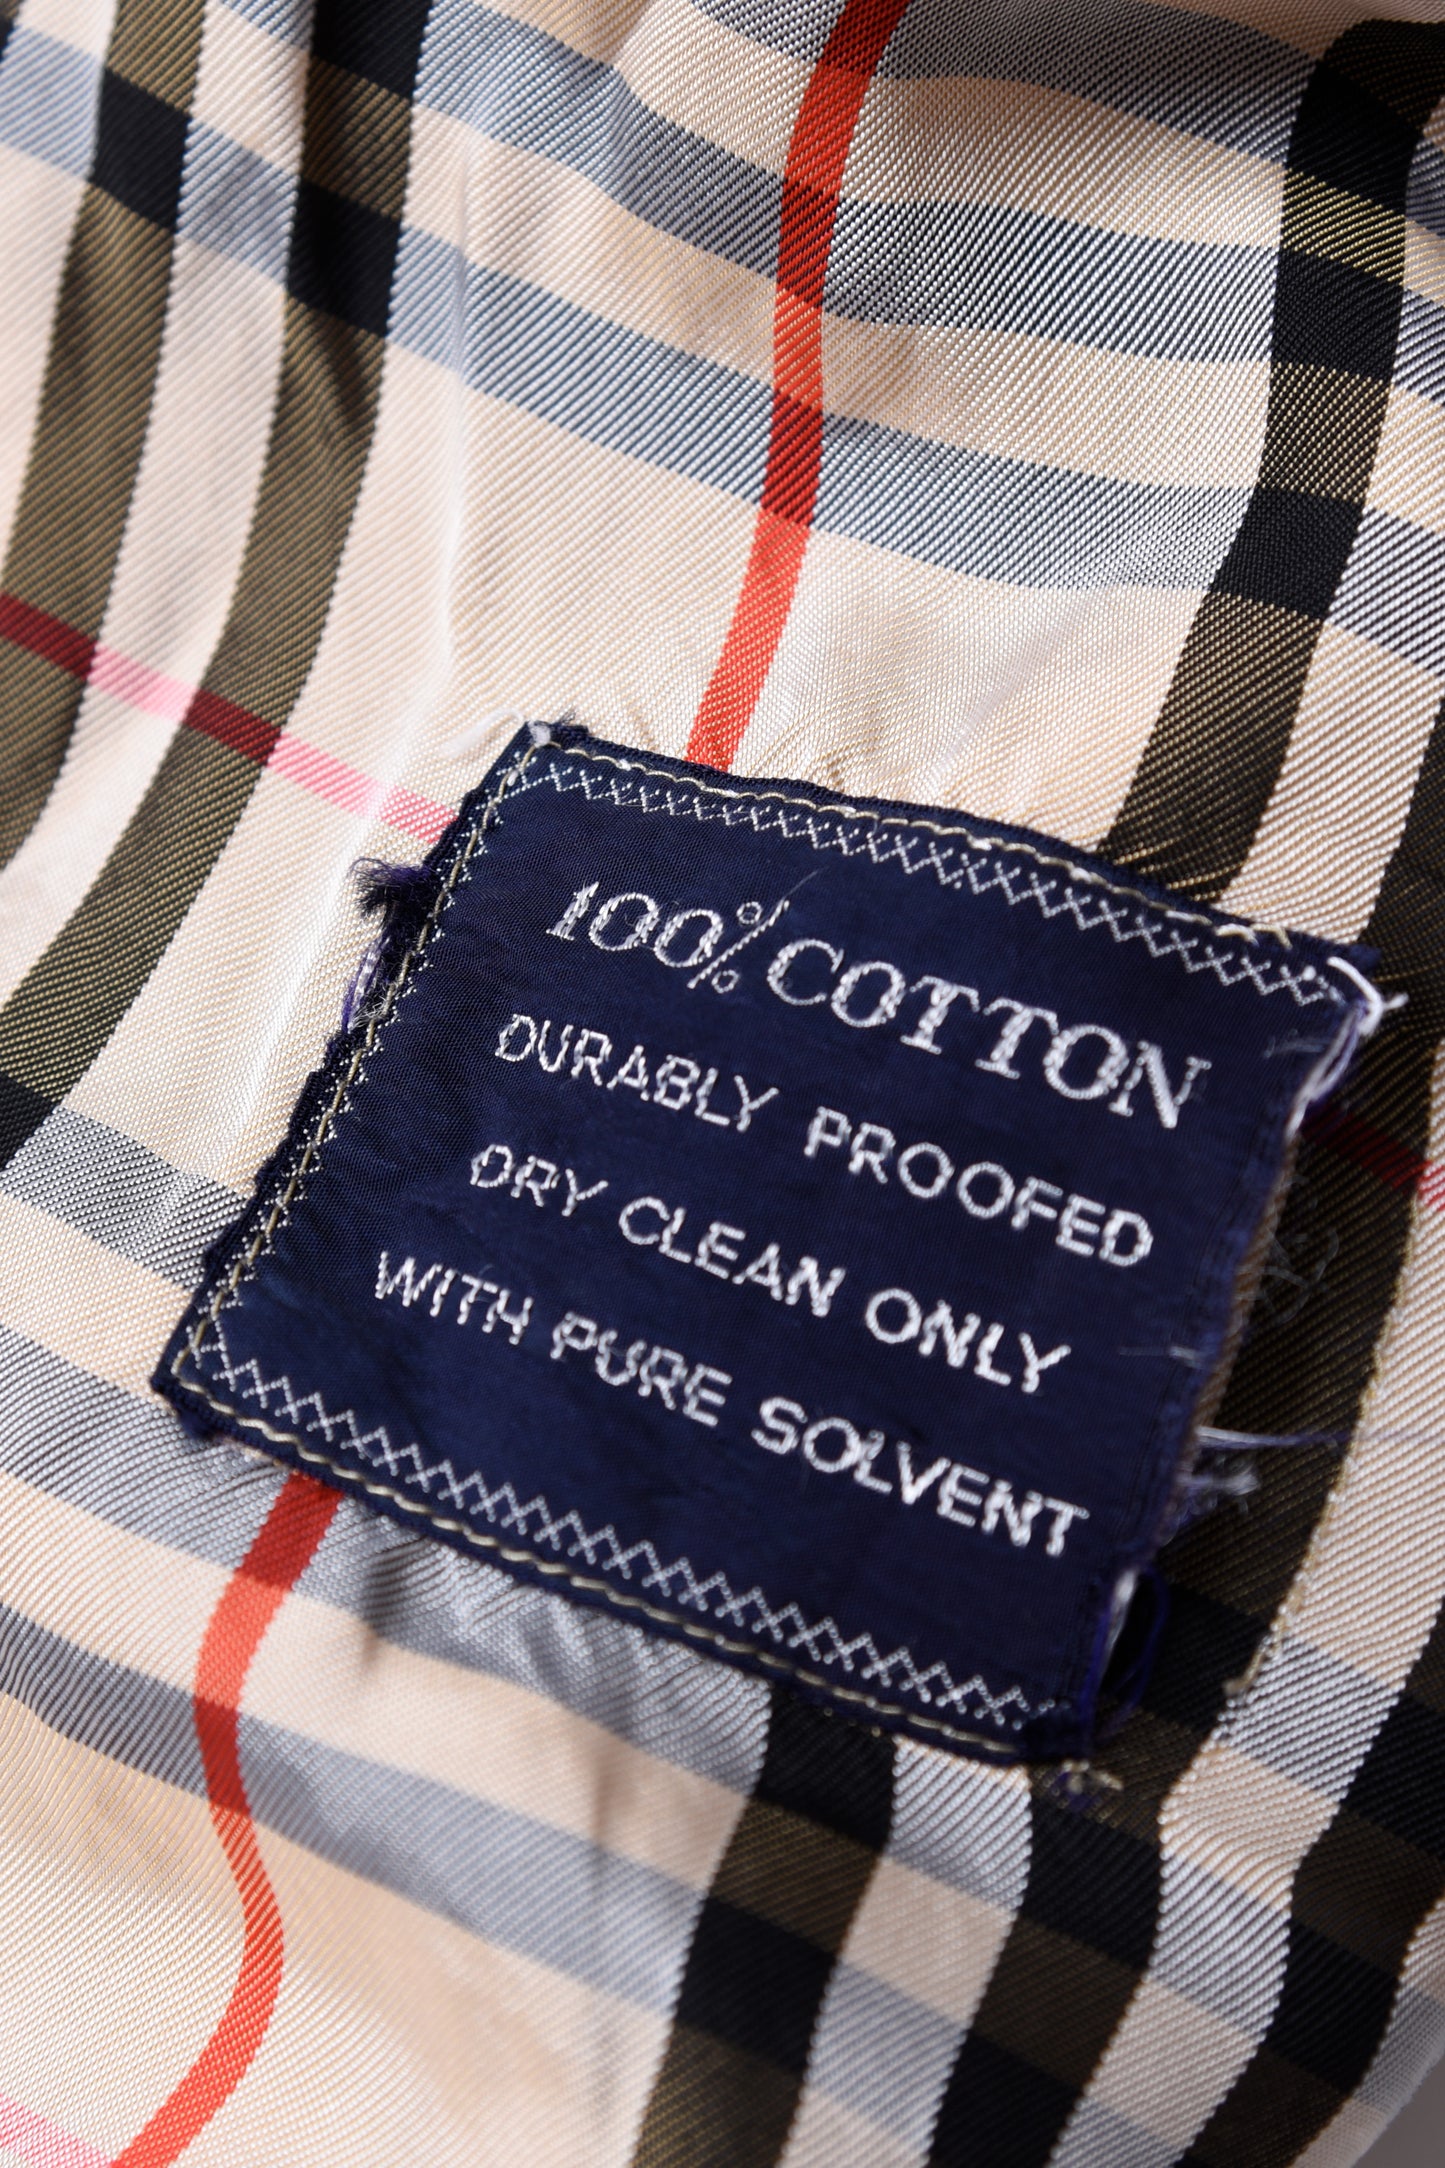 100% COTTON
DURABLY PROOFED
DRY CLEAN ONLY
WITH PURE SOLVENT